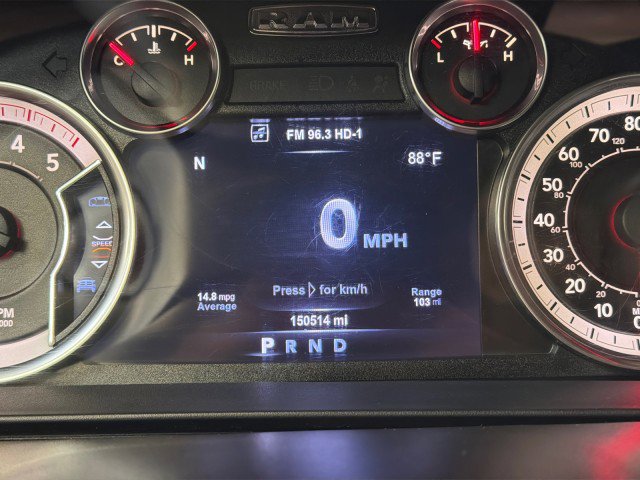 RAM
C H
L H
FM 96.3 HD-1
N 88°F
4 5
0 MPH
SPEED
80
70
120
60
100
50
80
40
60
30
40
20
10
Press ▷ for km/h
14.8 mpg
Average
Range
103 mi
150514 mi
P R N D